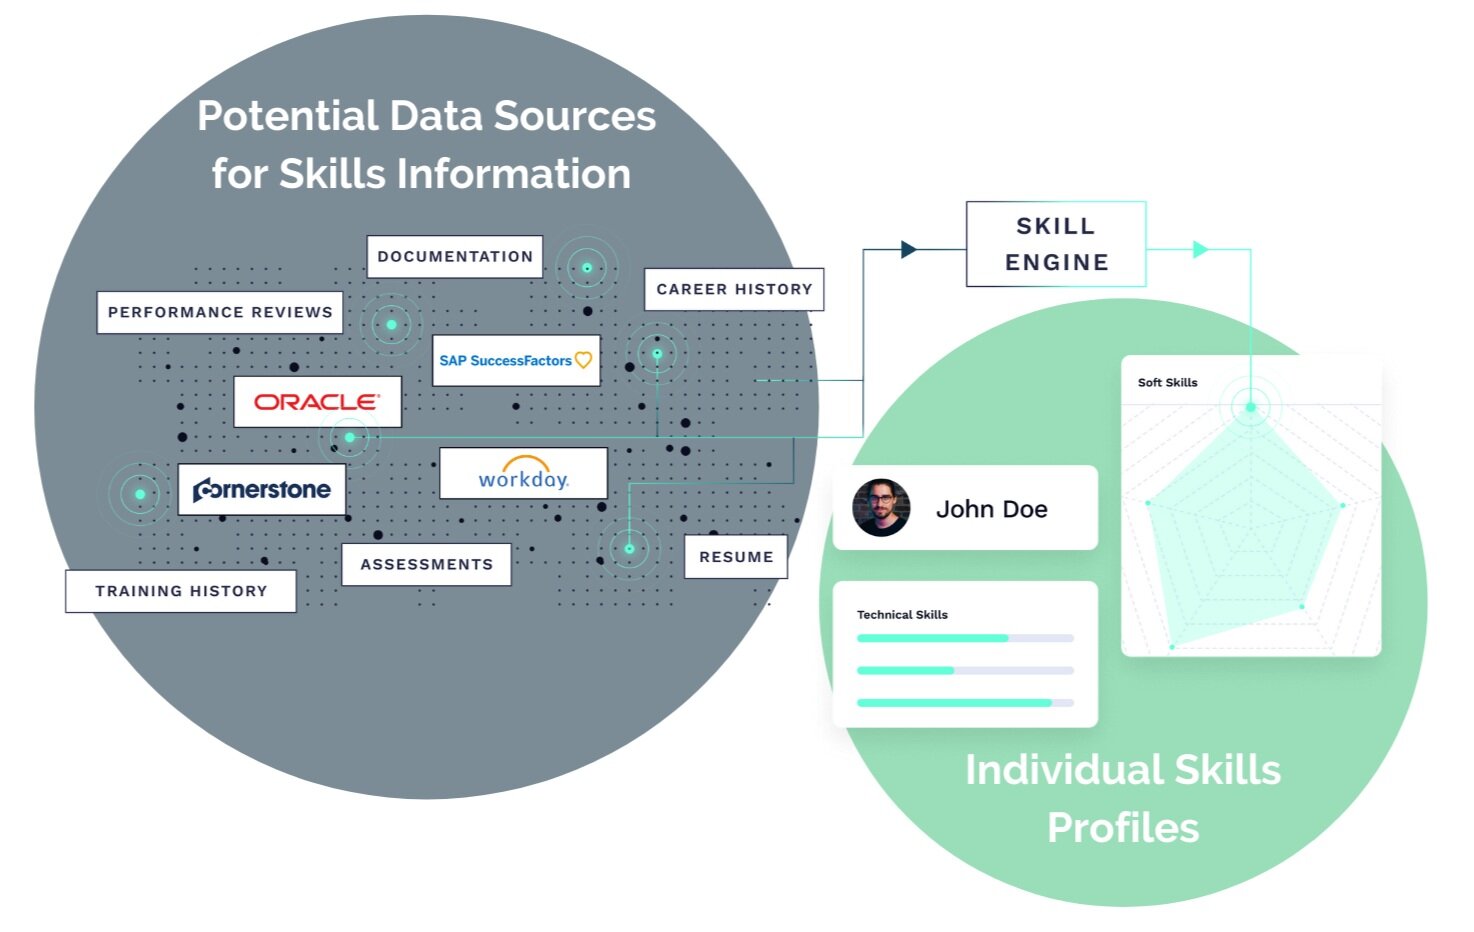 Potential Data Sources
for Skills Information
DOCUMENTATION
CAREER HISTORY
PERFORMANCE REVIEWS
SAP SuccessFactors
ORACLE
workday
cornerstone
ASSESSMENTS
RESUME
TRAINING HISTORY
SKILL
ENGINE
Soft Skills
John Doe
Technical Skills
Individual Skills
Profiles